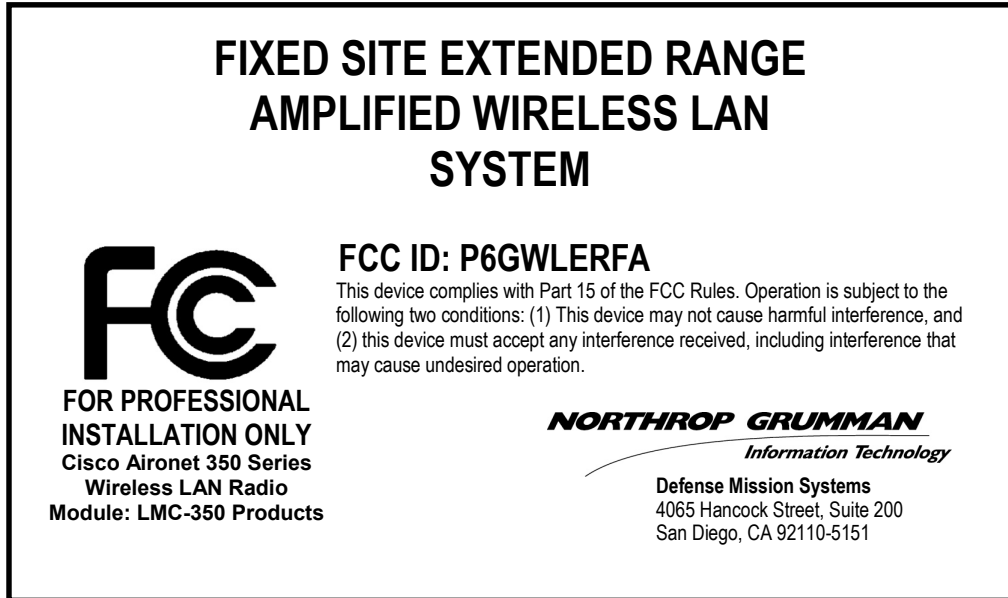 FIXED SITE EXTENDED RANGE
AMPLIFIED WIRELESS LAN
SYSTEM
FCC
FOR PROFESSIONAL
INSTALLATION ONLY
Cisco Aironet 350 Series
Wireless LAN Radio
Module: LMC-350 Products
FCC ID: P6GWLERFA
This device complies with Part 15 of the FCC Rules. Operation is subject to the
following two conditions: (1) This device may not cause harmful interference, and
(2) this device must accept any interference received, including interference that
may cause undesired operation.
NORTHROP GRUMMAN
Information Technology
Defense Mission Systems
4065 Hancock Street, Suite 200
San Diego, CA 92110-5151